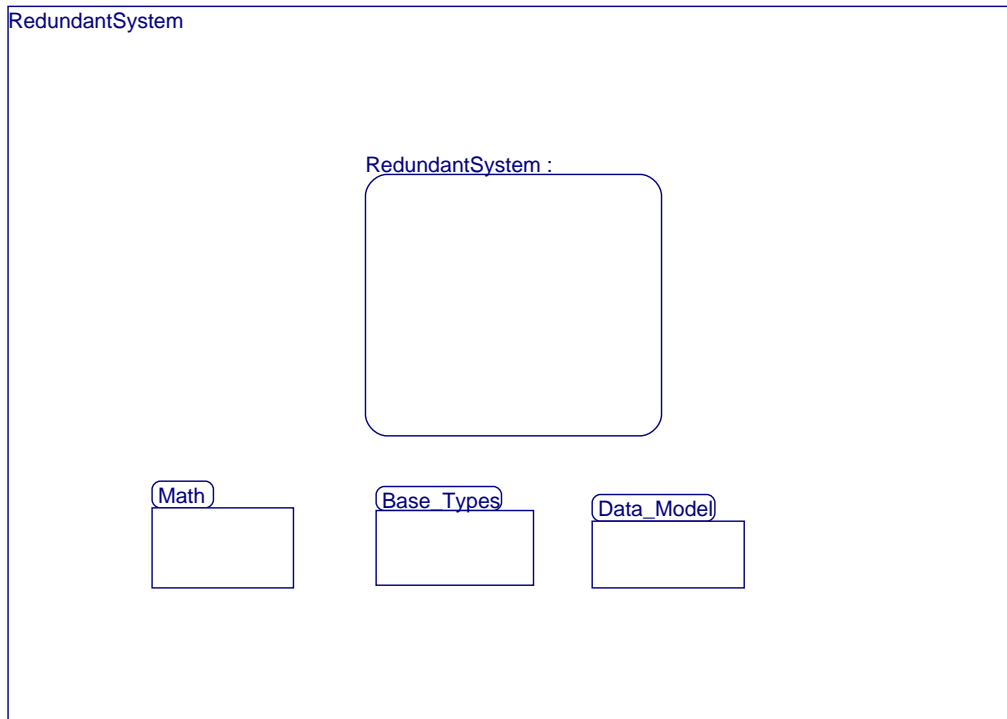 RedundantSystem
RedundantSystem :
Math
Base_Types
Data_Model